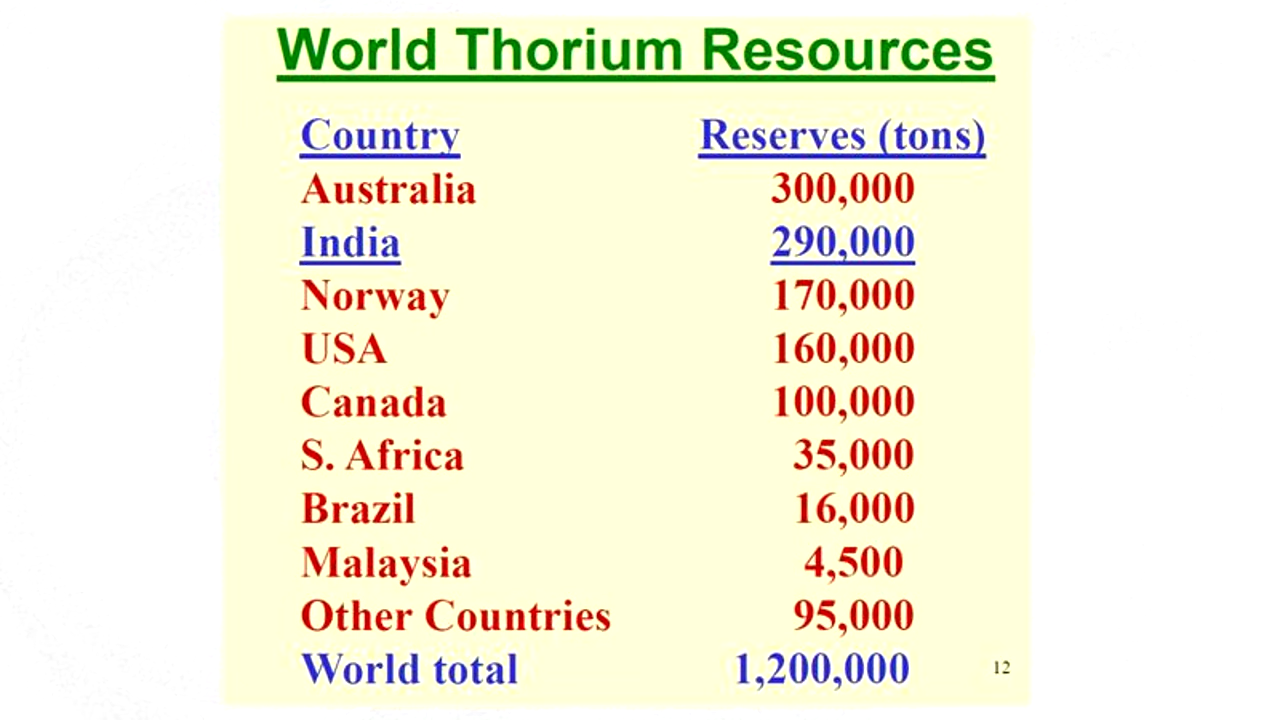 World Thorium Resources
Country Reserves (tons)
Australia 300,000
India 290,000
Norway 170,000
USA 160,000
Canada 100,000
S. Africa 35,000
Brazil 16,000
Malaysia 4,500
Other Countries 95,000
World total 1,200,000 12